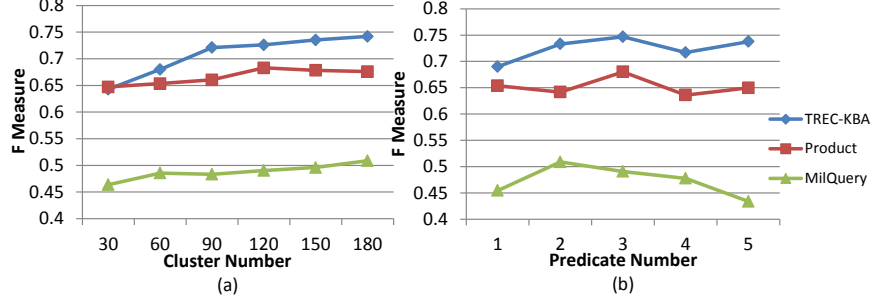 0.8
0.75
0.7
0.65
0.6
0.55
0.5
0.45
0.4
F Measure
30 60 90 120 150 180
Cluster Number
(a)
0.8
0.75
0.7
0.65
0.6
0.55
0.5
0.45
0.4
F Measure
1 2 3 4 5
Predicate Number
(b)
TREC-KBA
Product
MilQuery